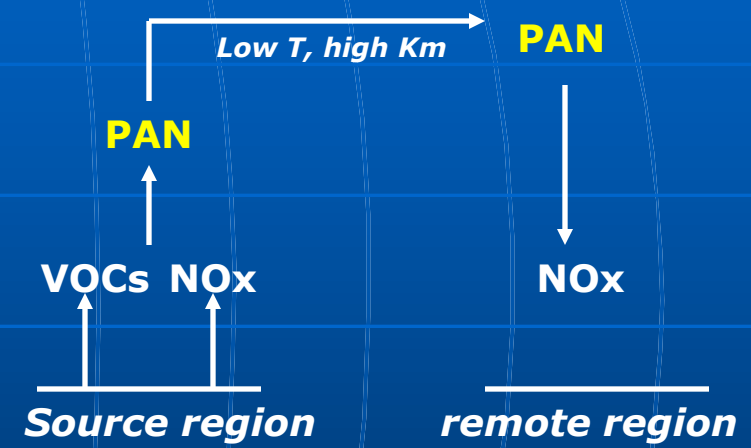 PAN
Low T, high Km
PAN
VOCs NOx
NOx
Source region
remote region